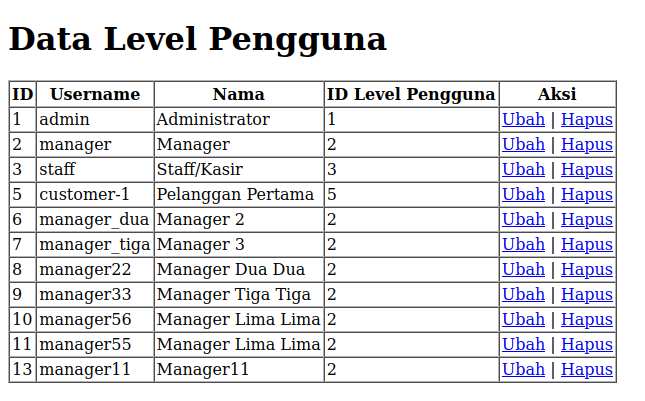 Data Level Pengguna
ID Username Nama ID Level Pengguna Aksi
1 admin Administrator 1 Ubah | Hapus
2 manager Manager 2 Ubah | Hapus
3 staff Staff/Kasir 3 Ubah | Hapus
5 customer-1 Pelanggan Pertama 5 Ubah | Hapus
6 manager_dua Manager 2 2 Ubah | Hapus
7 manager_tiga Manager 3 2 Ubah | Hapus
8 manager22 Manager Dua Dua 2 Ubah | Hapus
9 manager33 Manager Tiga Tiga 2 Ubah | Hapus
10 manager56 Manager Lima Lima 2 Ubah | Hapus
11 manager55 Manager Lima Lima 2 Ubah | Hapus
13 manager11 Manager11 2 Ubah | Hapus